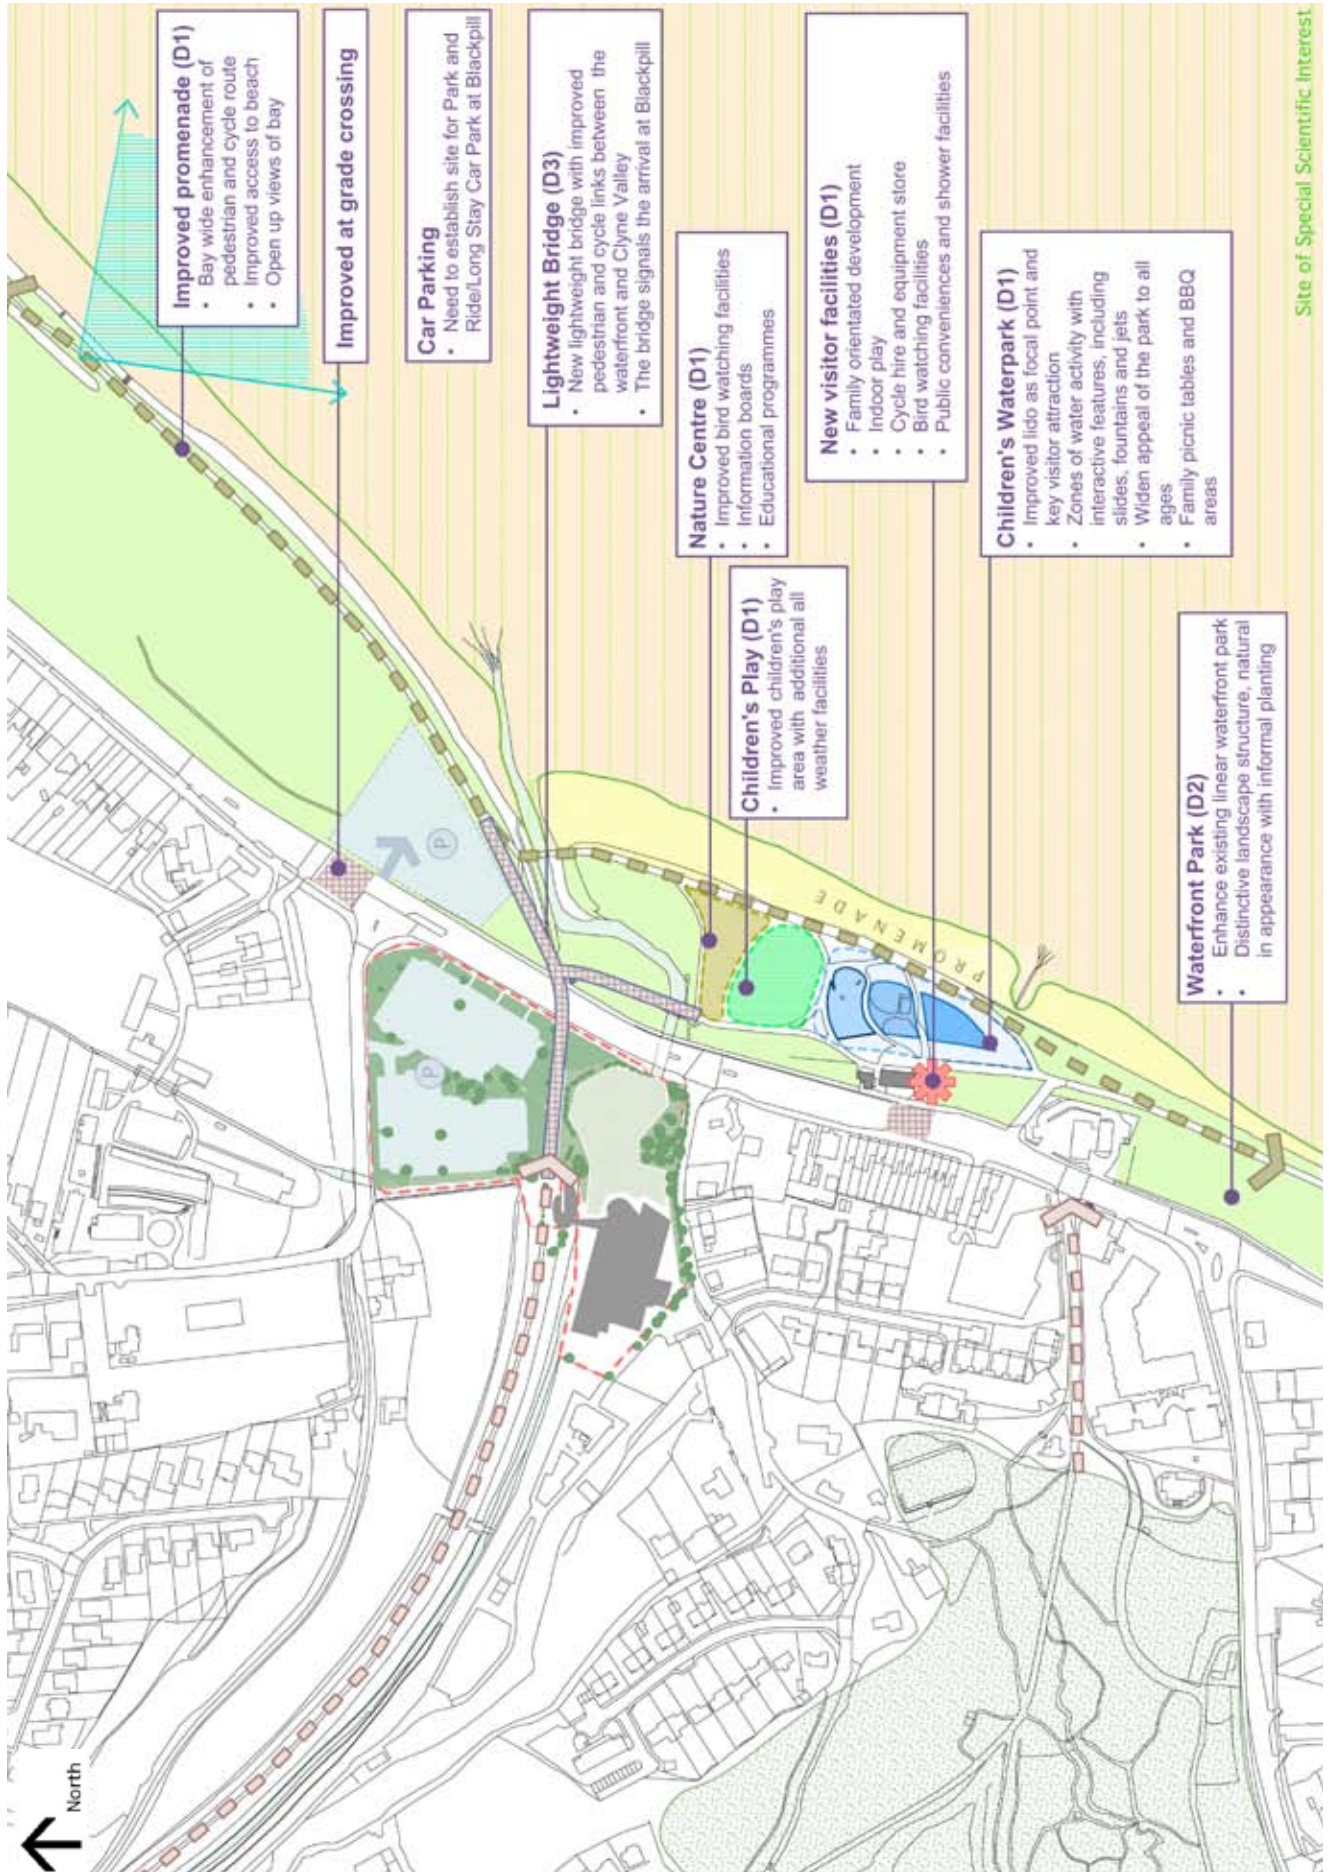 Improved promenade (D1)
• Bay wide enhancement of
pedestrian and cycle route
• Improved access to beach
• Open up views of bay
Improved at grade crossing
Car Parking
• Need to establish site for Park and
Ride/Long Stay Car Park at Blackpill
Lightweight Bridge (D3)
• New lightweight bridge with improved
pedestrian and cycle links between the
waterfront and Clyne Valley
• The bridge signals the arrival at Blackpill
Nature Centre (D1)
• Improved bird watching facilities
• Information boards
• Educational programmes
Children's Play (D1)
• Improved children's play
area with additional all
weather facilities
New visitor facilities (D1)
• Family orientated development
• Indoor play
• Cycle hire and equipment store
• Bird watching facilities
• Public conveniences and shower facilities
Children's Waterpark (D1)
• Improved lido as focal point and
key visitor attraction
• Zones of water activity with
interactive features, including
slides, fountains and jets
• Widen appeal of the park to all
ages
• Family picnic tables and BBQ
areas
Waterfront Park (D2)
• Enhance existing linear waterfront park
• Distinctive landscape structure, natural
in appearance with informal planting
Site of Special Scientific Interest
PROMENADE
P
P
North